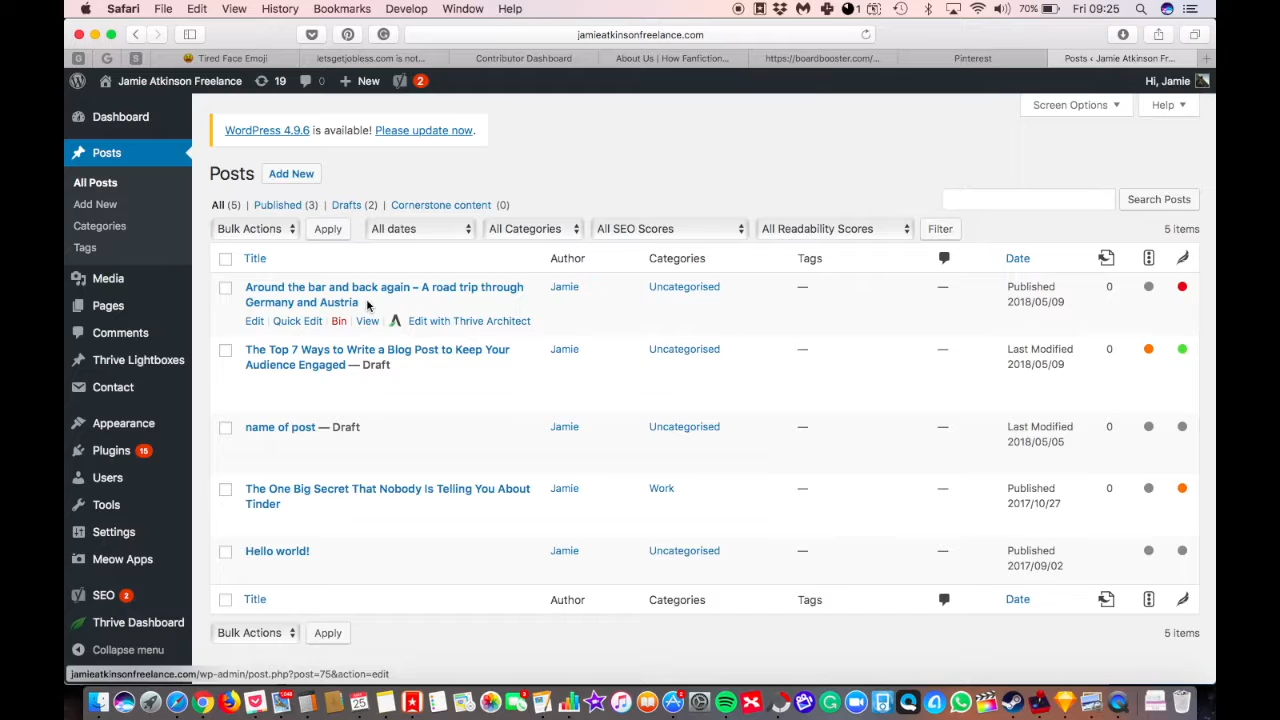 Safari File Edit View History Bookmarks Develop Window Help 1 70% Fri 09:25
jamieatkinsonfreelance.com
Tired Face Emoji letsgetjobless.com is not... Contributor Dashboard About Us | How Fanfiction... https://boardbooster.com/... Pinterest Posts ‹ Jamie Atkinson Fr...
Jamie Atkinson Freelance 19 0 New 2 Hi, Jamie
Screen Options Help
Dashboard
Posts
All Posts
Add New
Categories
Tags
Media
Pages
Comments
Thrive Lightboxes
Contact
Appearance
Plugins 15
Users
Tools
Settings
Meow Apps
SEO 2
Thrive Dashboard
Collapse menu
WordPress 4.9.6 is available! Please update now.
Posts Add New
All (5) | Published (3) | Drafts (2) | Cornerstone content (0)
Search Posts
Bulk Actions Apply All dates All Categories All SEO Scores All Readability Scores Filter 5 items
Title Author Categories Tags Date
Around the bar and back again – A road trip through Jamie Uncategorised — — Published 0
Germany and Austria 2018/05/09
Edit | Quick Edit | Bin | View | Edit with Thrive Architect
The Top 7 Ways to Write a Blog Post to Keep Your Jamie Uncategorised — — Last Modified 0
Audience Engaged — Draft 2018/05/09
name of post — Draft Jamie Uncategorised — — Last Modified 0
2018/05/05
The One Big Secret That Nobody Is Telling You About Jamie Work — — Published 0
Tinder 2017/10/27
Hello world! Jamie Uncategorised — — Published
2017/09/02
Title Author Categories Tags Date
Bulk Actions Apply 5 items
jamieatkinsonfreelance.com/wp-admin/post.php?post=75&action=edit